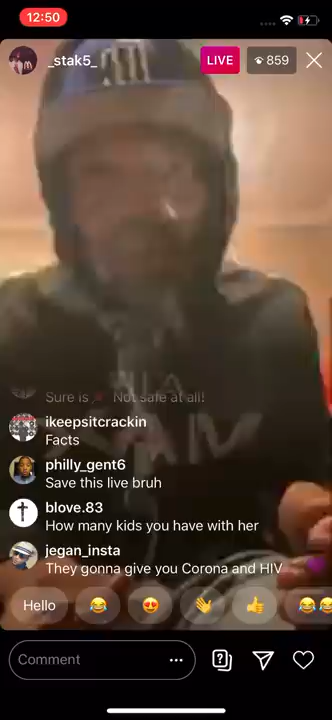 12:50
_stak5_
LIVE
859
Sure is Not safe at all!
ikeepsitcrackin
Facts
philly_gent6
Save this live bruh
blove.83
How many kids you have with her
jegan_insta
They gonna give you Corona and HIV
Hello
Comment